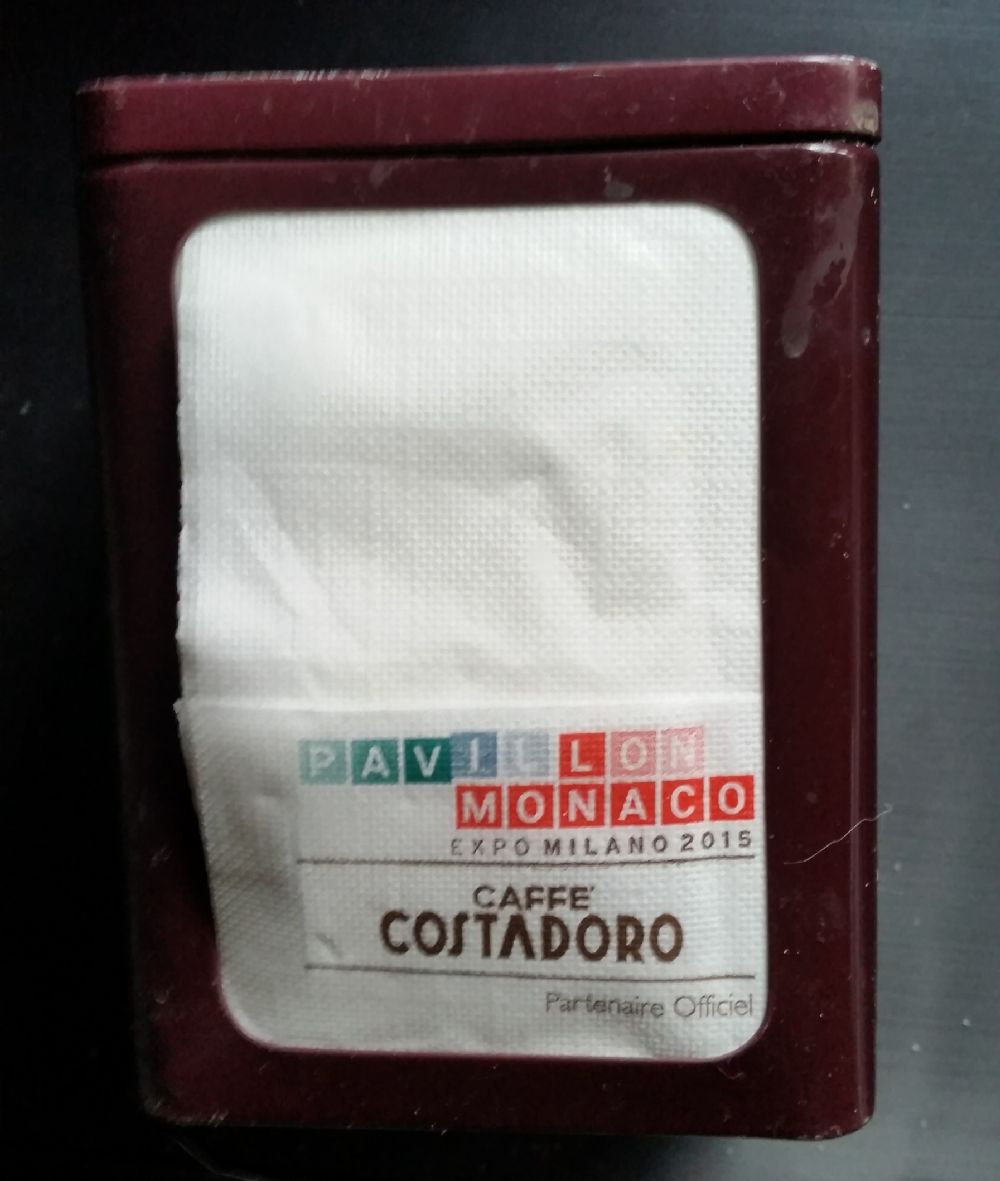 PAVILLON
MONACO
EXPO MILANO 2015
CAFFE'
COSTADORO
Partenaire Officiel